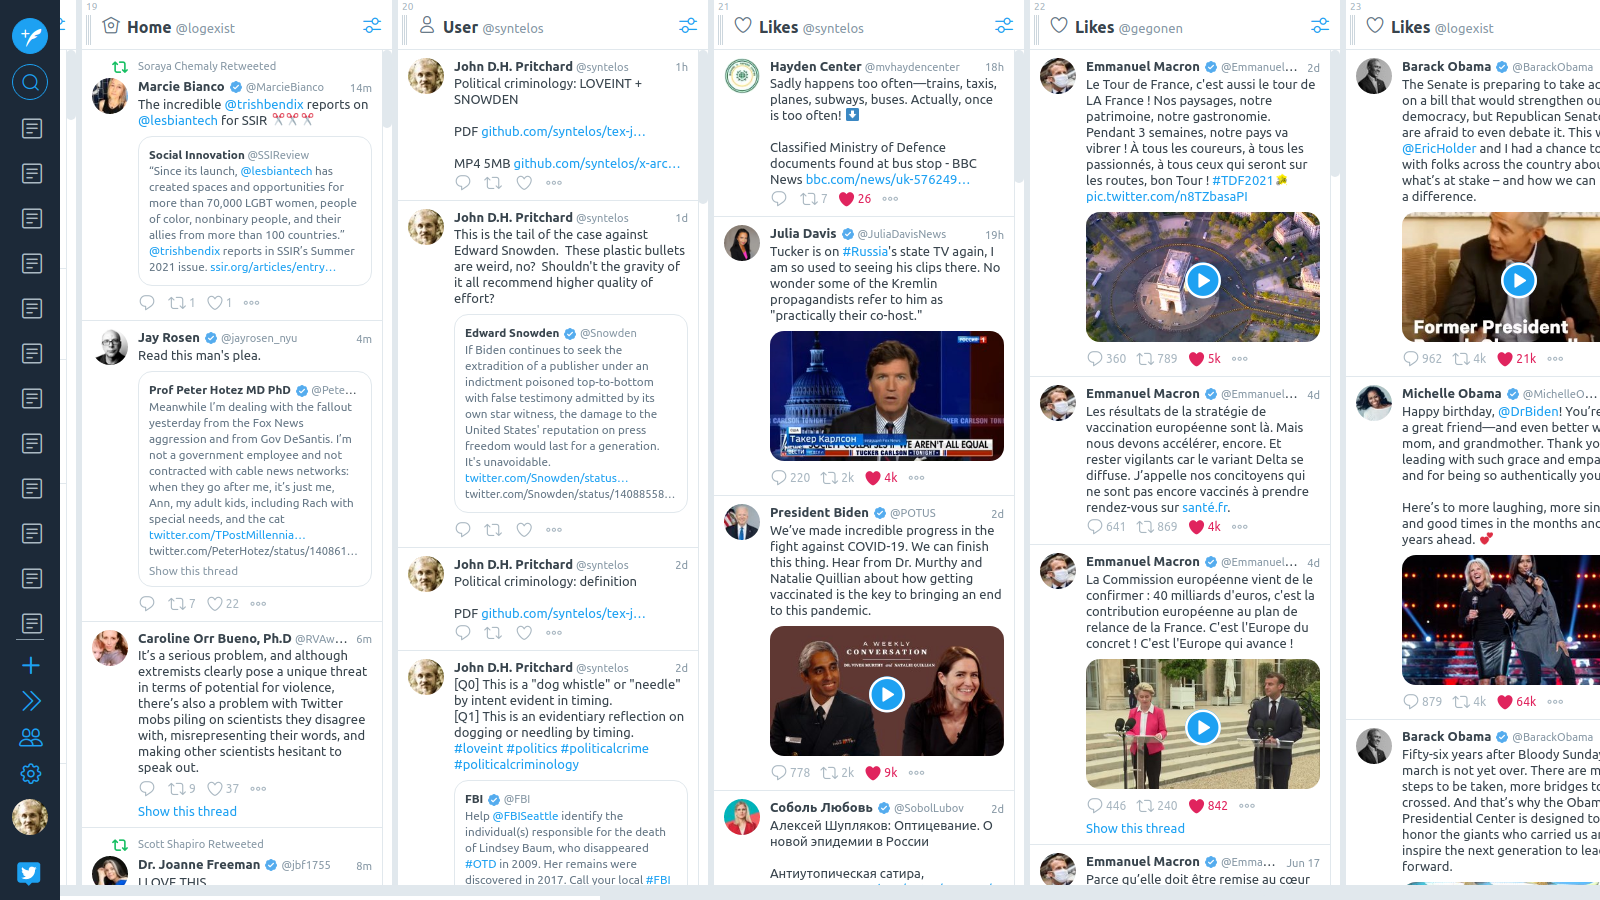 19
Home @logexist
Soraya Chemaly Retweeted
Marcie Bianco @MarcieBianco 14m
The incredible @trishbendix reports on
@lesbiantech for SSIR ✂️✂️✂️
Social Innovation @SSIReview
“Since its launch, @lesbiantech has
created spaces and opportunities for
more than 70,000 LGBT women, people
of color, nonbinary people, and their
allies from more than 100 countries.”
@trishbendix reports in SSIR’s Summer
2021 issue. ssir.org/articles/entry…
1 1
Jay Rosen @jayrosen_nyu 4m
Read this man's plea.
Prof Peter Hotez MD PhD @Pete…
Meanwhile I’m dealing with the fallout
yesterday from the Fox News
aggression and from Gov DeSantis. I’m
not a government employee and not
contracted with cable news networks:
when they go after me, it’s just me,
Ann, my adult kids, including Rach with
special needs, and the cat
twitter.com/TPostMillennia…
twitter.com/PeterHotez/status/140861…
Show this thread
7 22
Caroline Orr Bueno, Ph.D @RVAw… 6m
It’s a serious problem, and although
extremists clearly pose a unique threat
in terms of potential for violence,
there’s also a problem with Twitter
mobs piling on scientists they disagree
with, misrepresenting their words, and
making other scientists hesitant to
speak out.
9 37
Show this thread
Scott Shapiro Retweeted
Dr. Joanne Freeman @jbf1755 8m
I LOVE THIS
20
User @syntelos
John D.H. Pritchard @syntelos 1h
Political criminology: LOVEINT +
SNOWDEN
PDF github.com/syntelos/tex-j…
MP4 5MB github.com/syntelos/x-arc…
John D.H. Pritchard @syntelos 1d
This is the tail of the case against
Edward Snowden.  These plastic bullets
are weird, no?  Shouldn't the gravity of
it all recommend higher quality of
effort?
Edward Snowden @Snowden
If Biden continues to seek the
extradition of a publisher under an
indictment poisoned top-to-bottom
with false testimony admitted by its
own star witness, the damage to the
United States' reputation on press
freedom would last for a generation.
It's unavoidable.
twitter.com/Snowden/status…
twitter.com/Snowden/status/14088558…
John D.H. Pritchard @syntelos 2d
Political criminology: definition
PDF github.com/syntelos/tex-j…
John D.H. Pritchard @syntelos 2d
[Q0] This is a "dog whistle" or "needle"
by intent evident in timing.
[Q1] This is an evidentiary reflection on
dogging or needling by timing.
#loveint #politics #politicalcrime
#politicalcriminology
FBI @FBI
Help @FBISeattle identify the
individual(s) responsible for the death
of Lindsey Baum, who disappeared
#OTD in 2009. Her remains were
discovered in 2017. Call your local #FBI
21
Likes @syntelos
Hayden Center @mvhaydencenter 18h
Sadly happens too often—trains, taxis,
planes, subways, buses. Actually, once
is too often! ⬇️
Classified Ministry of Defence
documents found at bus stop - BBC
News bbc.com/news/uk-576249…
7 26
Julia Davis @JuliaDavisNews 19h
Tucker is on #Russia's state TV again, I
am so used to seeing his clips there. No
wonder some of the Kremlin
propagandists refer to him as
"practically their co-host."
РОССИЯ 1
Такер Карлсон
ВЕСТИ
IF WE AREN'T ALL EQUAL
TUCKER CARLSON TONIGHT
220 2k 4k
President Biden @POTUS 2d
We’ve made incredible progress in the
fight against COVID-19. We can finish
this thing. Hear from Dr. Murthy and
Natalie Quillian about how getting
vaccinated is the key to bringing an end
to this pandemic.
A WEEKLY
CONVERSATION
DR. VIVEK MURTHY AND NATALIE QUILLIAN
778 2k 9k
Соболь Любовь @SobolLubov 2d
Алексей Шупляков: Оптицевание. О
новой эпидемии в России
Антиутопическая сатира,
22
Likes @gegonen
Emmanuel Macron @Emmanuel… 2d
Le Tour de France, c’est aussi le tour de
LA France ! Nos paysages, notre
patrimoine, notre gastronomie.
Pendant 3 semaines, notre pays va
vibrer ! À tous les coureurs, à tous les
passionnés, à tous ceux qui seront sur
les routes, bon Tour ! #TDF2021
pic.twitter.com/n8TZbasaPI
360 789 5k
Emmanuel Macron @Emmanuel… 4d
Les résultats de la stratégie de
vaccination européenne sont là. Mais
nous devons accélérer, encore. Et
rester vigilants car le variant Delta se
diffuse. J’appelle nos concitoyens qui
ne sont pas encore vaccinés à prendre
rendez-vous sur santé.fr.
641 869 4k
Emmanuel Macron @Emmanuel… 4d
La Commission européenne vient de le
confirmer : 40 milliards d'euros, c'est la
contribution européenne au plan de
relance de la France. C'est l'Europe du
concret ! C'est l'Europe qui avance !
446 240 842
Show this thread
Emmanuel Macron @Emma… Jun 17
Parce qu’elle doit être remise au cœur
23
Likes @logexist
Barack Obama @BarackObama
The Senate is preparing to take ac
on a bill that would strengthen ou
democracy, but Republican Senato
are afraid to even debate it. This w
@EricHolder and I had a chance to
with folks across the country abou
what’s at stake – and how we can
a difference.
Former President
962 4k 21k
Michelle Obama @MichelleO…
Happy birthday, @DrBiden! You’re
a great friend—and even better w
mom, and grandmother. Thank yo
leading with such grace and empa
and for being so authentically you
Here’s to more laughing, more sin
and good times in the months and
years ahead. 💕
879 4k 64k
Barack Obama @BarackObama
Fifty-six years after Bloody Sunday
march is not yet over. There are m
steps to be taken, more bridges to
crossed. And that’s why the Obam
Presidential Center is designed to
honor the giants who carried us an
inspire the next generation to lead
forward.